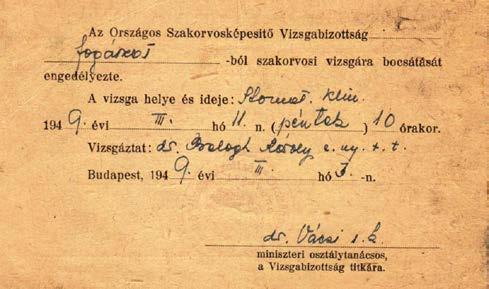 Az Országos Szakorvosképesítő Vizsgabizottság
fogászat -ból szakorvosi vizsgára bocsátását
engedélyezte.
A vizsga helye és ideje: Stomat. klin.
1949. évi III. hó 11. n. (péntek) 10 órakor.
Vizsgáztat: dr. Balogh Károly e. ny. r. t.
Budapest, 1949. évi III. hó 3. -n.
dr. Vácsi s. k.
miniszteri osztálytanácsos,
a Vizsgabizottság titkára.